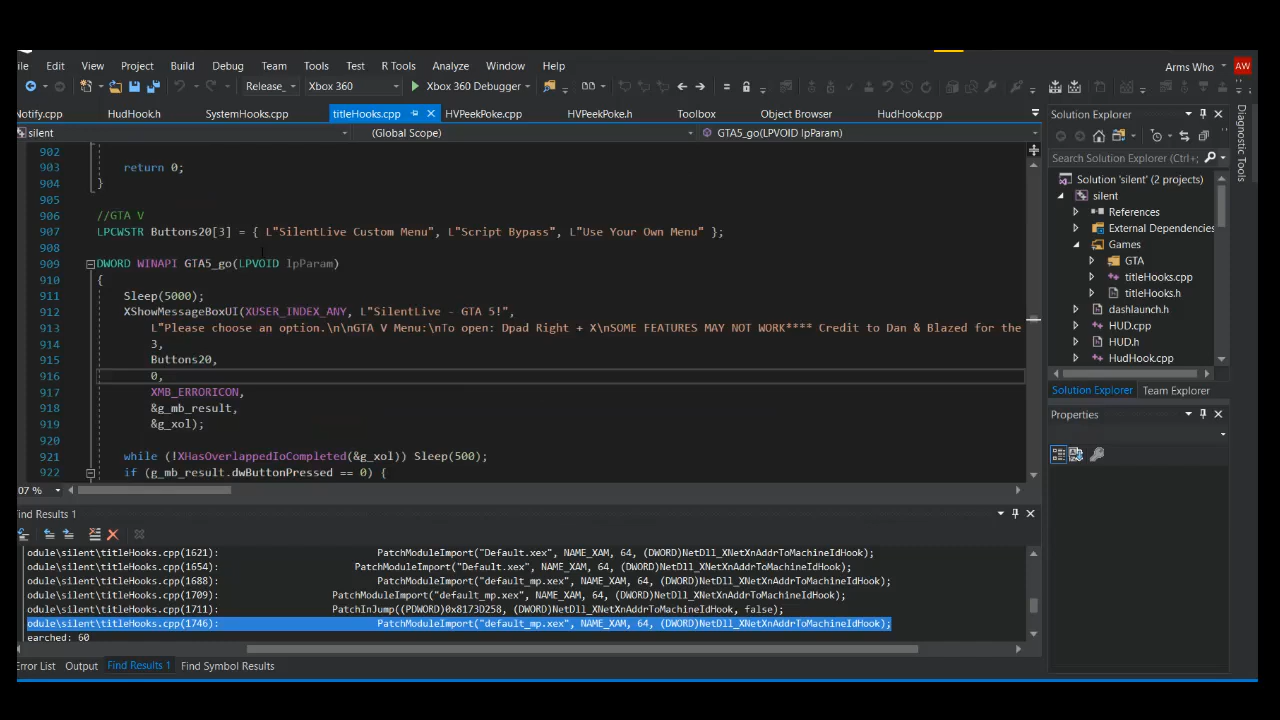 ile Edit View Project Build Debug Team Tools Test R Tools Analyze Window Help Arms Who AW
Release Xbox 360 Xbox 360 Debugger
Notify.cpp HudHook.h SystemHooks.cpp titleHooks.cpp HVPeekPoke.cpp HVPeekPoke.h Toolbox Object Browser HudHook.cpp
silent (Global Scope) GTA5_go(LPVOID lpParam)
902
903 return 0;
904 }
905
906 //GTA V
907 LPCWSTR Buttons20[3] = { L"SilentLive Custom Menu", L"Script Bypass", L"Use Your Own Menu" };
908
909 DWORD WINAPI GTA5_go(LPVOID lpParam)
910 {
911 Sleep(5000);
912 XShowMessageBoxUI(XUSER_INDEX_ANY, L"SilentLive - GTA 5!",
913 L"Please choose an option.\n\nGTA V Menu:\nTo open: Dpad Right + X\nSOME FEATURES MAY NOT WORK**** Credit to Dan & Blazed for the
914 3,
915 Buttons20,
916 0,
917 XMB_ERRORICON,
918 &g_mb_result,
919 &g_xol);
920
921 while (!XHasOverlappedIoCompleted(&g_xol)) Sleep(500);
922 if (g_mb_result.dwButtonPressed == 0) {
07 %
Find Results 1
odule\silent\titleHooks.cpp(1621): PatchModuleImport("Default.xex", NAME_XAM, 64, (DWORD)NetDll_XNetXnAddrToMachineIdHook);
odule\silent\titleHooks.cpp(1654): PatchModuleImport("Default.xex", NAME_XAM, 64, (DWORD)NetDll_XNetXnAddrToMachineIdHook);
odule\silent\titleHooks.cpp(1688): PatchModuleImport("default_mp.xex", NAME_XAM, 64, (DWORD)NetDll_XNetXnAddrToMachineIdHook);
odule\silent\titleHooks.cpp(1709): PatchModuleImport("default_mp.xex", NAME_XAM, 64, (DWORD)NetDll_XNetXnAddrToMachineIdHook);
odule\silent\titleHooks.cpp(1711): PatchInJump((PDWORD)0x8173D258, (DWORD)NetDll_XNetXnAddrToMachineIdHook, false);
odule\silent\titleHooks.cpp(1746): PatchModuleImport("default_mp.xex", NAME_XAM, 64, (DWORD)NetDll_XNetXnAddrToMachineIdHook);
earched: 60
Error List Output Find Results 1 Find Symbol Results
Solution Explorer
Search Solution Explorer (Ctrl+;
Solution 'silent' (2 projects)
silent
References
External Dependencies
Games
GTA
titleHooks.cpp
titleHooks.h
dashlaunch.h
HUD.cpp
HUD.h
HudHook.cpp
Solution Explorer Team Explorer
Properties
Diagnostic Tools